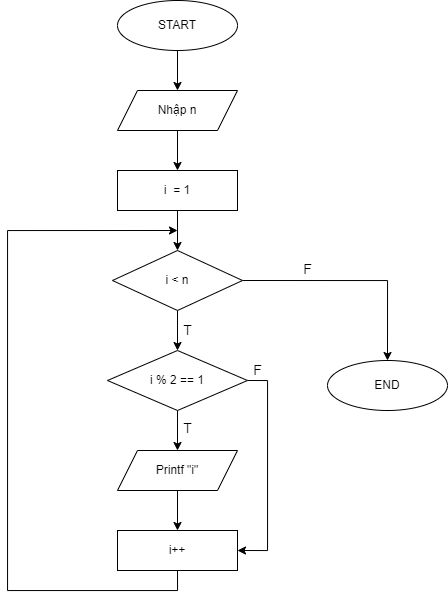 START
Nhập n
i = 1
i < n
F
T
i % 2 == 1
F
END
T
Printf "i"
i++